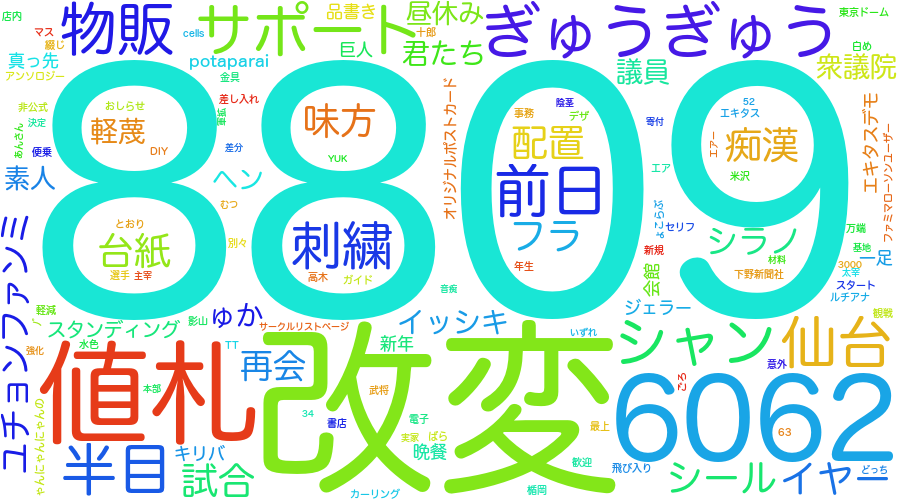 店内
物販
サポート
品書き
昼休み
ぎゅうぎゅう
東京ドーム
マス
cells
十郎
綴じ
巨人
君たち
白め
真っ先
potaparai
議員
衆議院
アンソロジー
金具
8809
非公式
おしらせ
差し入れ
味方
オリジナルポストカード
事務
陰茎
デザ
52
エキタス
エキタスデモ
決定
軽蔑
配置
寄付
エアー
痴漢
ファミマローソンユーザー
あんさん
便乗
DIY
差分
YUK
エア
米沢
素人
ヘン
前日
むつ
とおり
刺繍
フラ
よこらぶ
セリフ
シラノ
万端
台紙
別々
新規
基地
一足
選手
主宰
高木
ガイド
年生
会館
下野新聞社
材料
3000
太宰
ユチョンファンミ
音痴
スタート
軽減
ゅか
ジェラー
ルチアナ
スタンディング
影山
サークルリストページ
イッシキ
いずれ
シャン
仙台
観戦
水色
TT
新年
強化
値札
再会
改変
意外
本部
武将
ころ
6062
ゃんにゃんにゃんの
34
書店
電子
最上
63
半目
キリバ
実家
ばら
晩餐
歓迎
飛び入り
どっち
試合
カーリング
栃岡
シール
イヤー